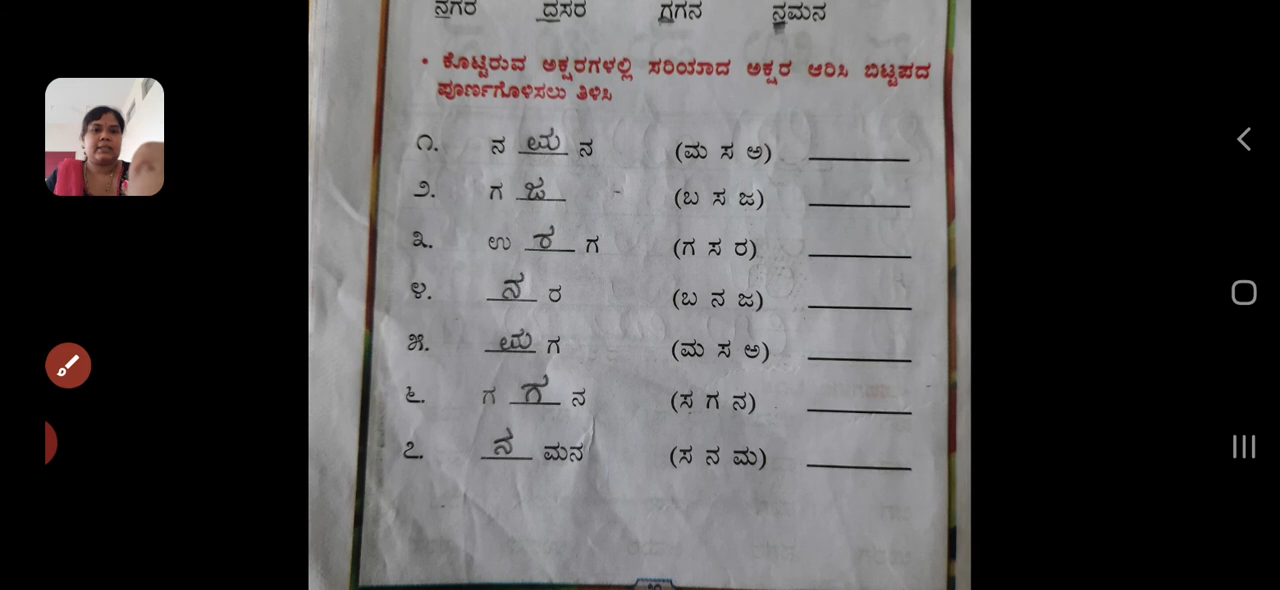 ನಗರ ದಸರ ಗಗನ ನಮನ
• ಕೊಟ್ಟಿರುವ ಅಕ್ಷರಗಳಲ್ಲಿ ಸರಿಯಾದ ಅಕ್ಷರ ಆರಿಸಿ ಬಿಟ್ಟಪದ
ಪೂರ್ಣಗೊಳಿಸಲು ತಿಳಿಸಿ
೧. ನ ಮ ನ (ಮ ಸ ಅ)
೨. ಗ ಜ (ಬ ಸ ಜ)
೩. ಉ ರ ಗ (ಗ ಸ ರ)
೪. ನ ರ (ಬ ನ ಜ)
೫. ಮ ಗ (ಮ ಸ ಅ)
೬. ಗ ಗ ನ (ಸ ಗ ನ)
೭. ನ ಮನ (ಸ ನ ಮ)